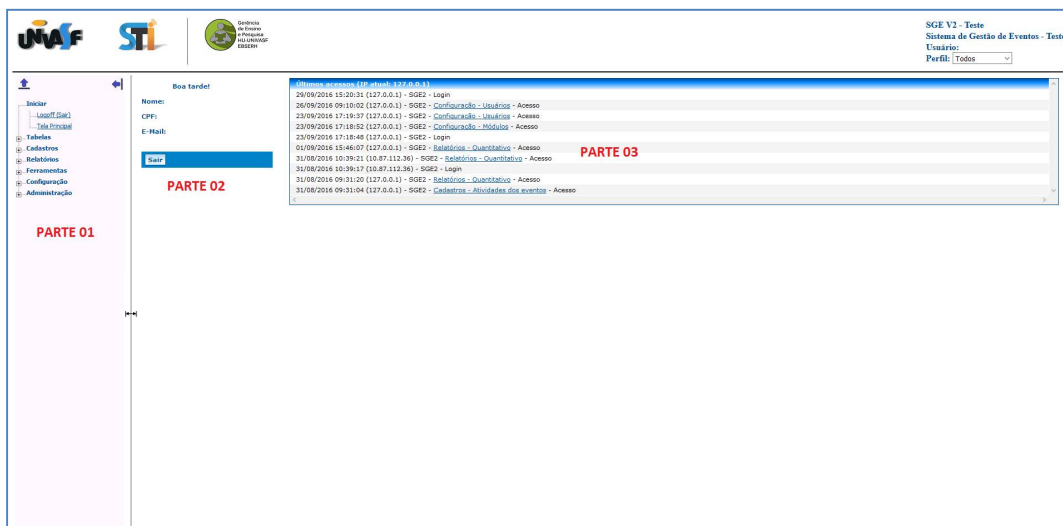 UNIVASF
STI
Gerência
de Ensino
e Pesquisa
HU-UNIVASF
EBSERH
SGE V2 - Teste
Sistema de Gestão de Eventos - Teste
Usuário:
Perfil: Todos
Iniciar
Logoff (Sair)
Tela Principal
Tabelas
Cadastros
Relatórios
Ferramentas
Configuração
Administração
PARTE 01
Boa tarde!
Nome:
CPF:
E-Mail:
Sair
PARTE 02
Últimos acessos (IP atual: 127.0.0.1)
29/09/2016 15:20:31 (127.0.0.1) - SGE2 - Login
26/09/2016 09:10:02 (127.0.0.1) - SGE2 - Configuração - Usuários - Acesso
23/09/2016 17:19:37 (127.0.0.1) - SGE2 - Configuração - Usuários - Acesso
23/09/2016 17:18:52 (127.0.0.1) - SGE2 - Configuração - Módulos - Acesso
23/09/2016 17:18:48 (127.0.0.1) - SGE2 - Login
01/09/2016 15:46:07 (127.0.0.1) - SGE2 - Relatórios - Quantitativo - Acesso
31/08/2016 10:39:21 (10.87.112.36) - SGE2 - Relatórios - Quantitativo - Acesso
31/08/2016 10:39:17 (10.87.112.36) - SGE2 - Login
31/08/2016 09:31:20 (127.0.0.1) - SGE2 - Relatórios - Quantitativo - Acesso
31/08/2016 09:31:04 (127.0.0.1) - SGE2 - Cadastros - Atividades dos eventos - Acesso
PARTE 03